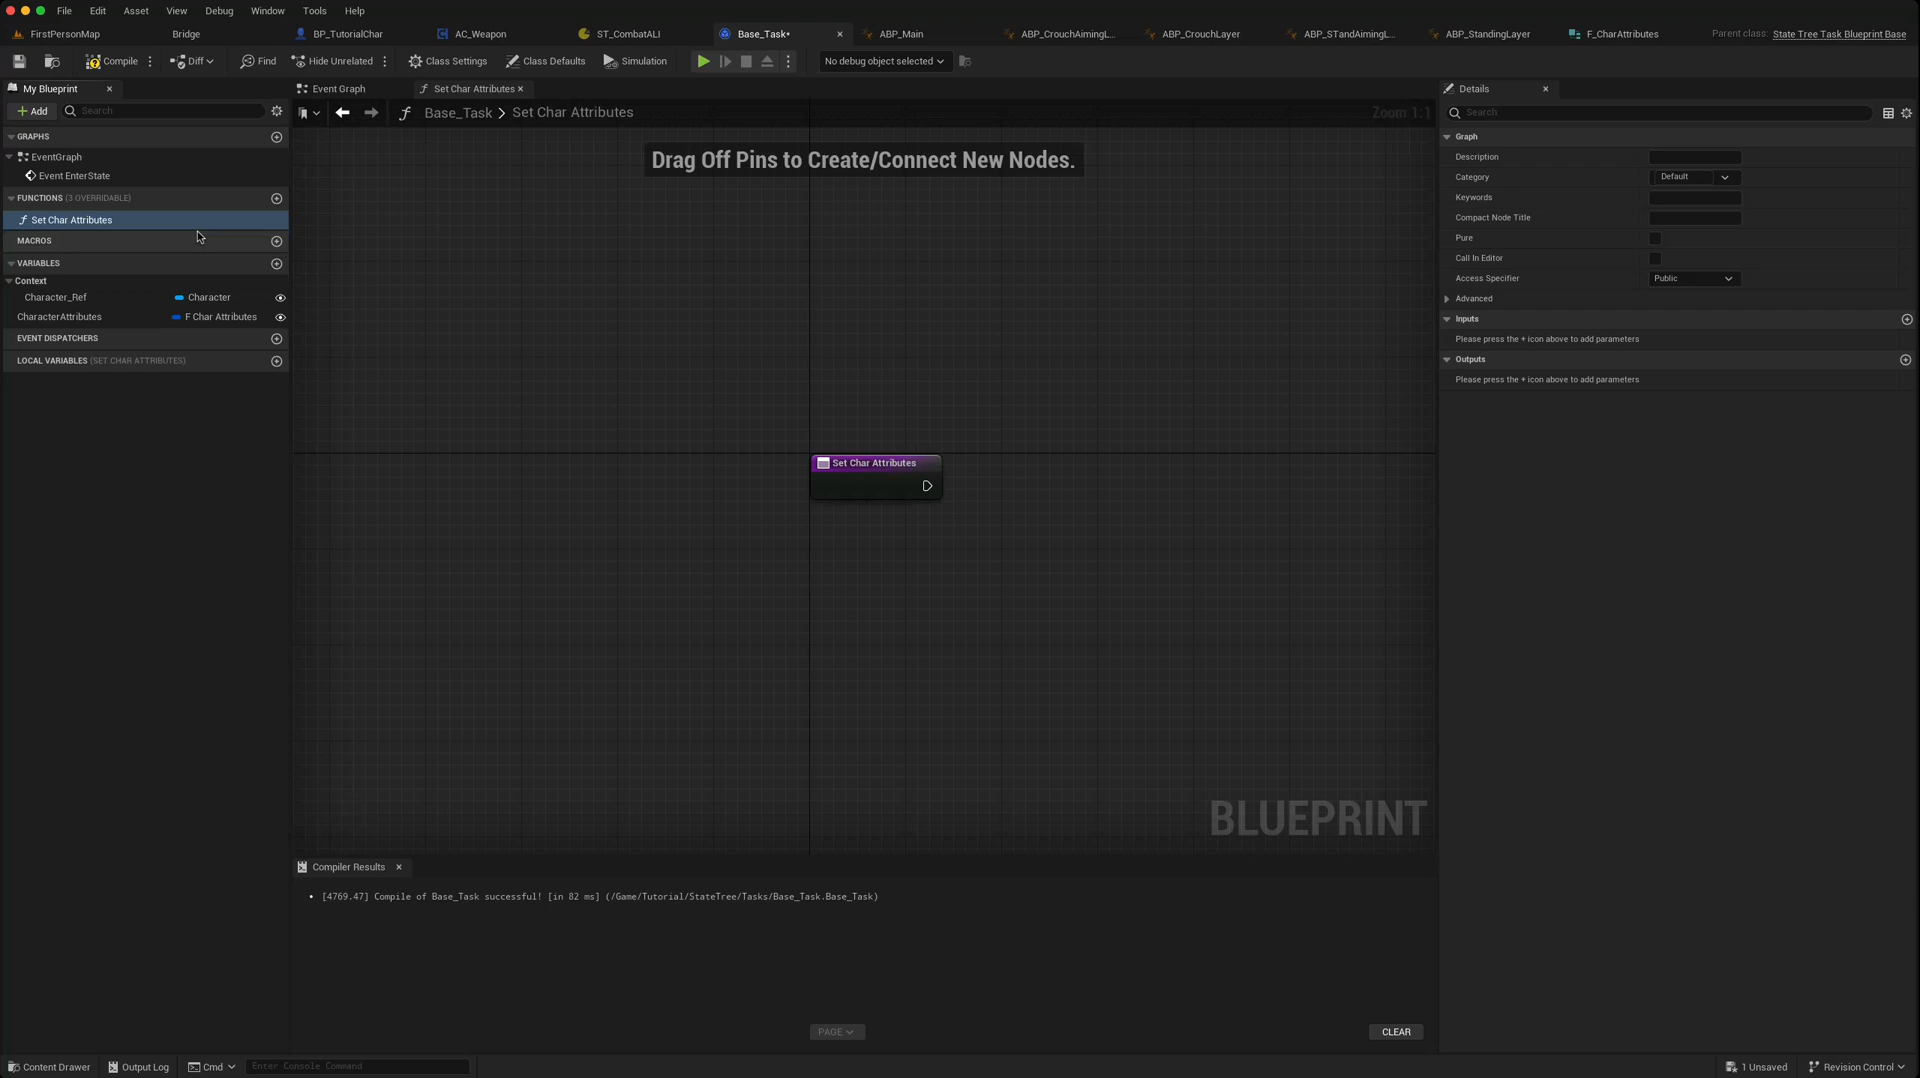 File Edit Asset View Debug Window Tools Help
FirstPersonMap Bridge BP_TutorialChar AC_Weapon ST_CombatALI Base_Task• ABP_Main ABP_CrouchAimingL... ABP_CrouchLayer ABP_STandAimingL... ABP_StandingLayer F_CharAttributes Parent class: State Tree Task Blueprint Base
Compile Diff Find Hide Unrelated Class Settings Class Defaults Simulation No debug object selected
My Blueprint Event Graph Set Char Attributes Details
Add Search Base_Task > Set Char Attributes Zoom 1:1 Search
GRAPHS
EventGraph
Event EnterState
FUNCTIONS (3 OVERRIDABLE)
Set Char Attributes
MACROS
VARIABLES
Context
Character_Ref Character
CharacterAttributes F Char Attributes
EVENT DISPATCHERS
LOCAL VARIABLES (SET CHAR ATTRIBUTES)
Drag Off Pins to Create/Connect New Nodes.
Set Char Attributes
BLUEPRINT
Graph
Description
Category Default
Keywords
Compact Node Title
Pure
Call In Editor
Access Specifier Public
Advanced
Inputs
Please press the + icon above to add parameters
Outputs
Please press the + icon above to add parameters
Compiler Results
• [4769.47] Compile of Base_Task successful! [in 82 ms] (/Game/Tutorial/StateTree/Tasks/Base_Task.Base_Task)
PAGE CLEAR
Content Drawer Output Log Cmd Enter Console Command 1 Unsaved Revision Control